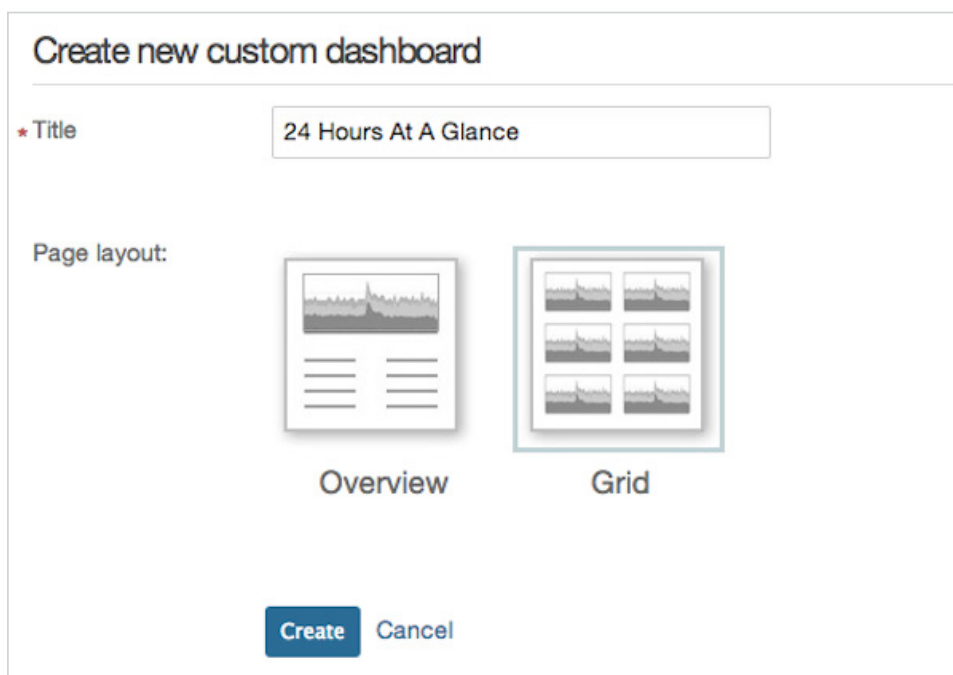 Create new custom dashboard
* Title
24 Hours At A Glance
Page layout:
Overview
Grid
Create
Cancel